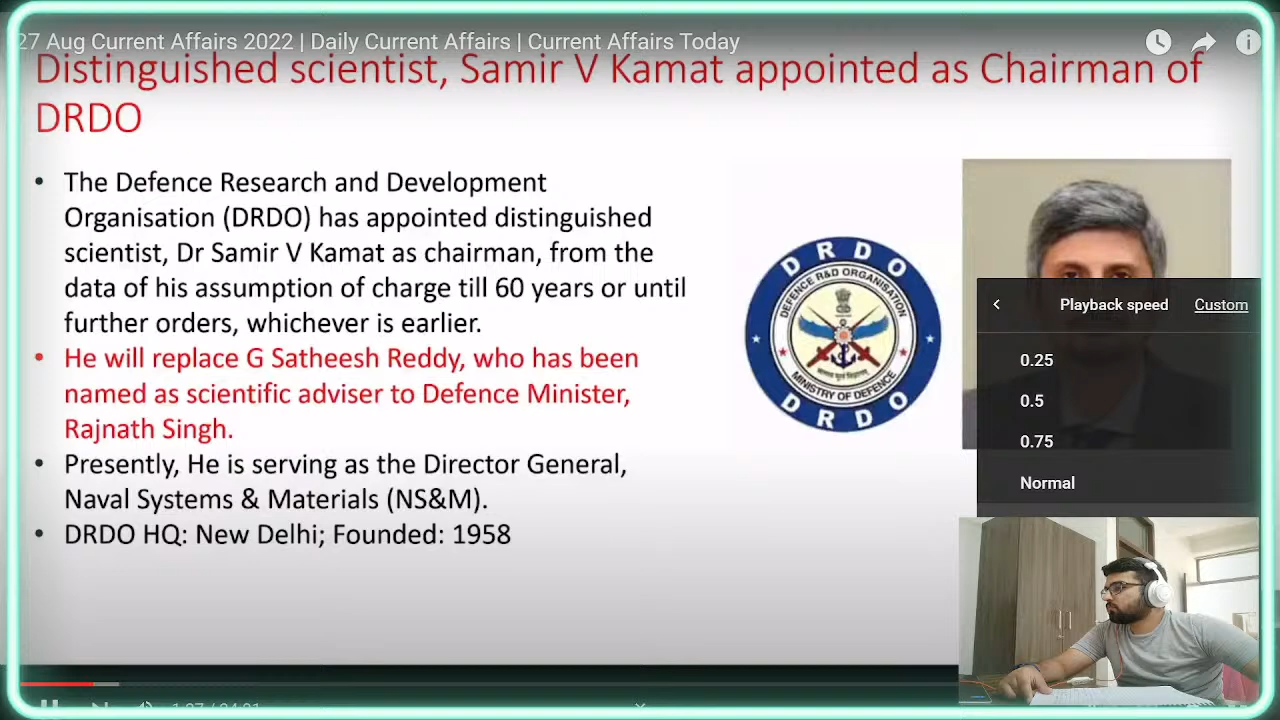 27 Aug Current Affairs 2022 | Daily Current Affairs | Current Affairs Today
Distinguished scientist, Samir V Kamat appointed as Chairman of
DRDO
• The Defence Research and Development
Organisation (DRDO) has appointed distinguished
scientist, Dr Samir V Kamat as chairman, from the
data of his assumption of charge till 60 years or until
further orders, whichever is earlier.
• He will replace G Satheesh Reddy, who has been
named as scientific adviser to Defence Minister,
Rajnath Singh.
• Presently, He is serving as the Director General,
Naval Systems & Materials (NS&M).
• DRDO HQ: New Delhi; Founded: 1958
DRDO
DEFENCE R&D ORGANISATION
MINISTRY OF DEFENCE
DRDO
Playback speed Custom
0.25
0.5
0.75
Normal